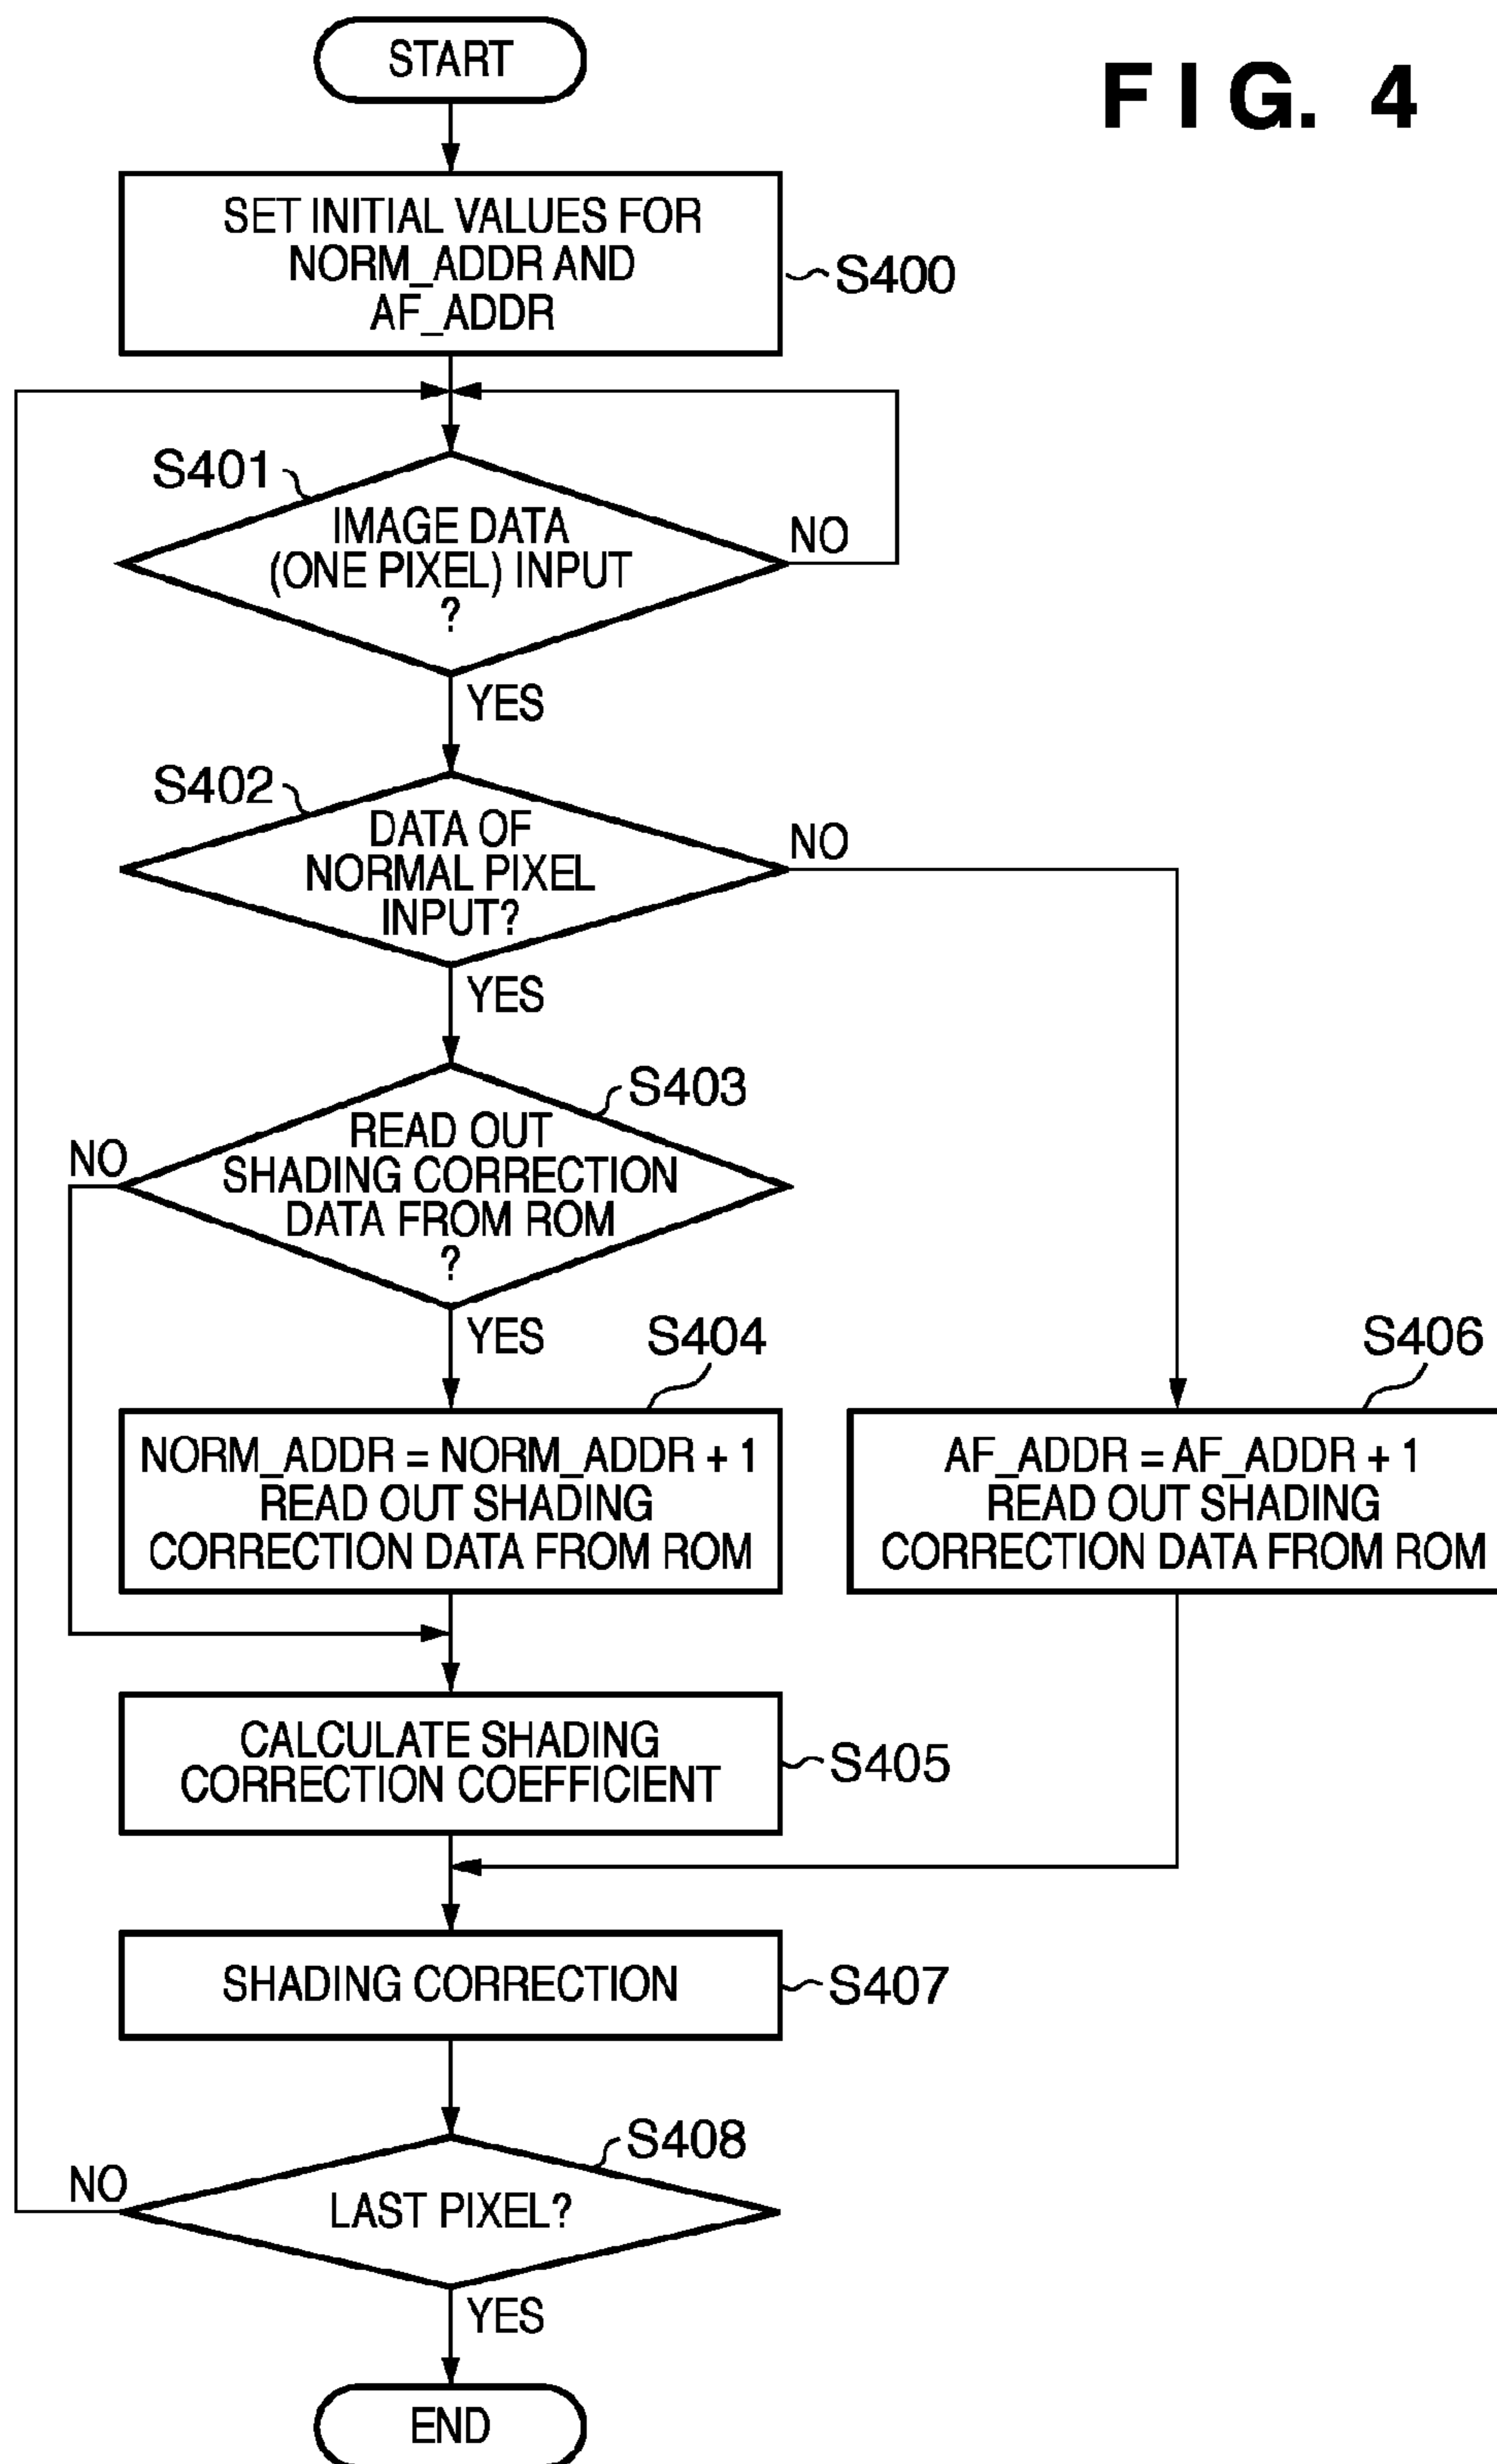 START
FIG. 4
SET INITIAL VALUES FOR
NORM_ADDR AND
AF_ADDR
S400
S401
IMAGE DATA
(ONE PIXEL) INPUT
?
NO
YES
S402
DATA OF
NORMAL PIXEL
INPUT?
NO
YES
S403
READ OUT
SHADING CORRECTION
DATA FROM ROM
?
NO
YES
S404
NORM_ADDR = NORM_ADDR + 1
READ OUT SHADING
CORRECTION DATA FROM ROM
S406
AF_ADDR = AF_ADDR + 1
READ OUT SHADING
CORRECTION DATA FROM ROM
CALCULATE SHADING
CORRECTION COEFFICIENT
S405
SHADING CORRECTION
S407
S408
LAST PIXEL?
NO
YES
END